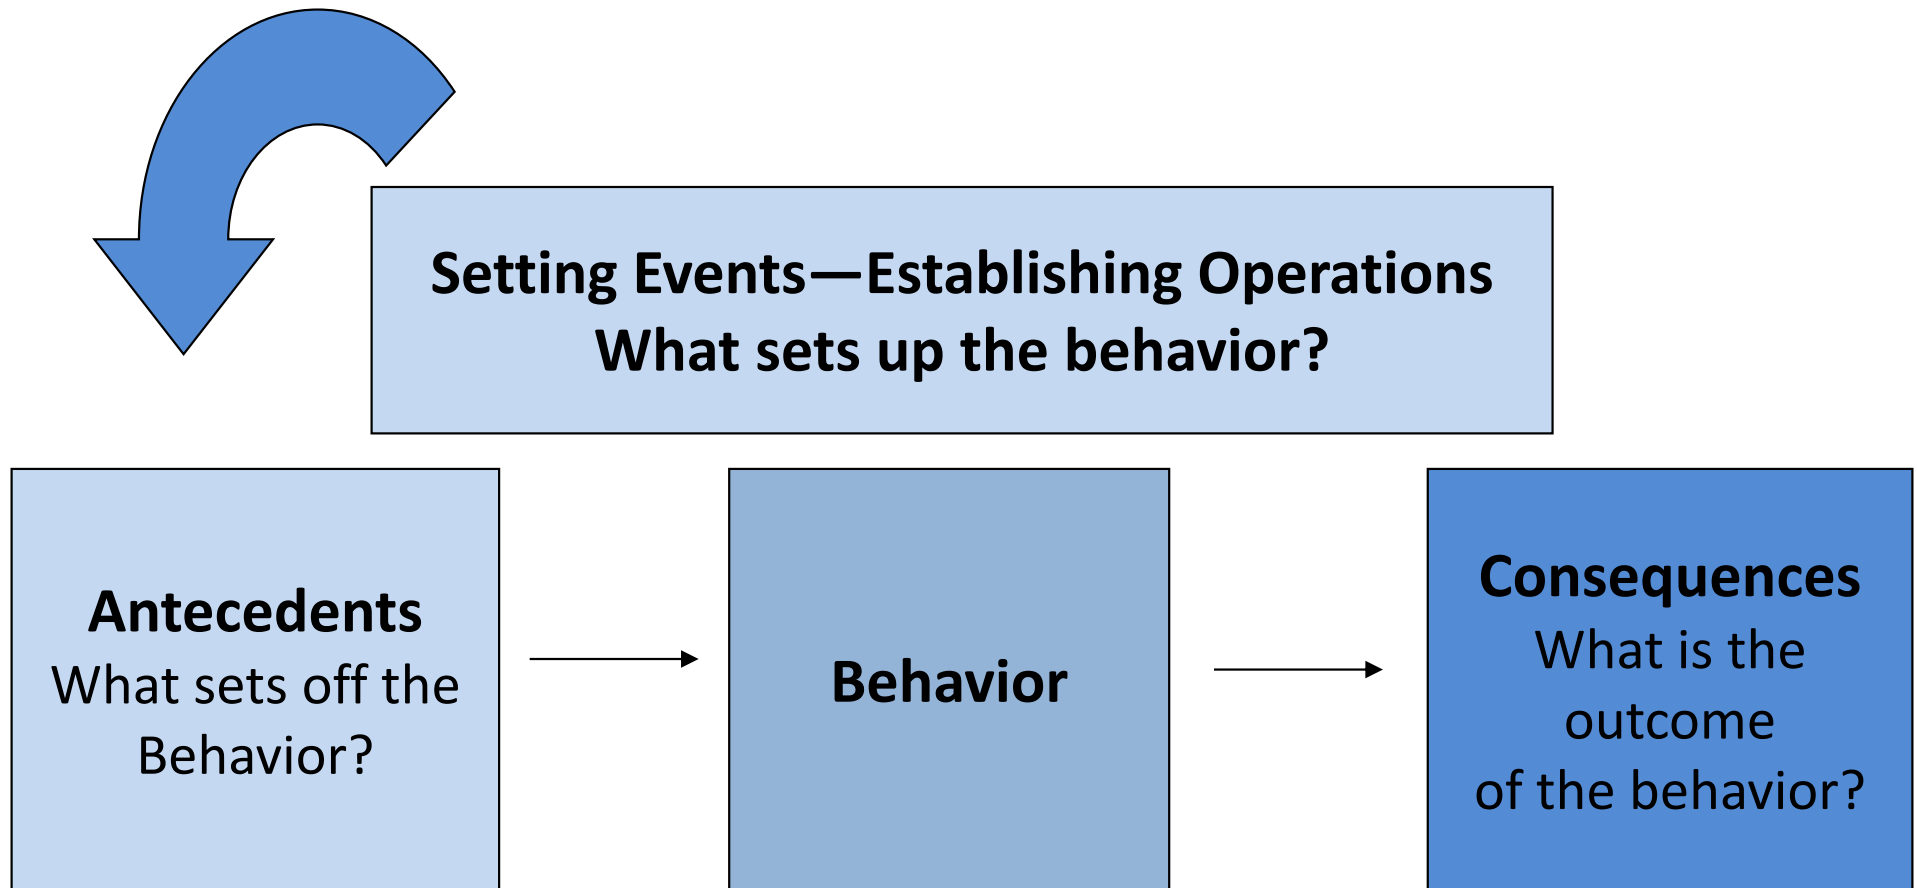 Setting Events—Establishing Operations
What sets up the behavior?
Antecedents
What sets off the
Behavior?
Behavior
Consequences
What is the
outcome
of the behavior?